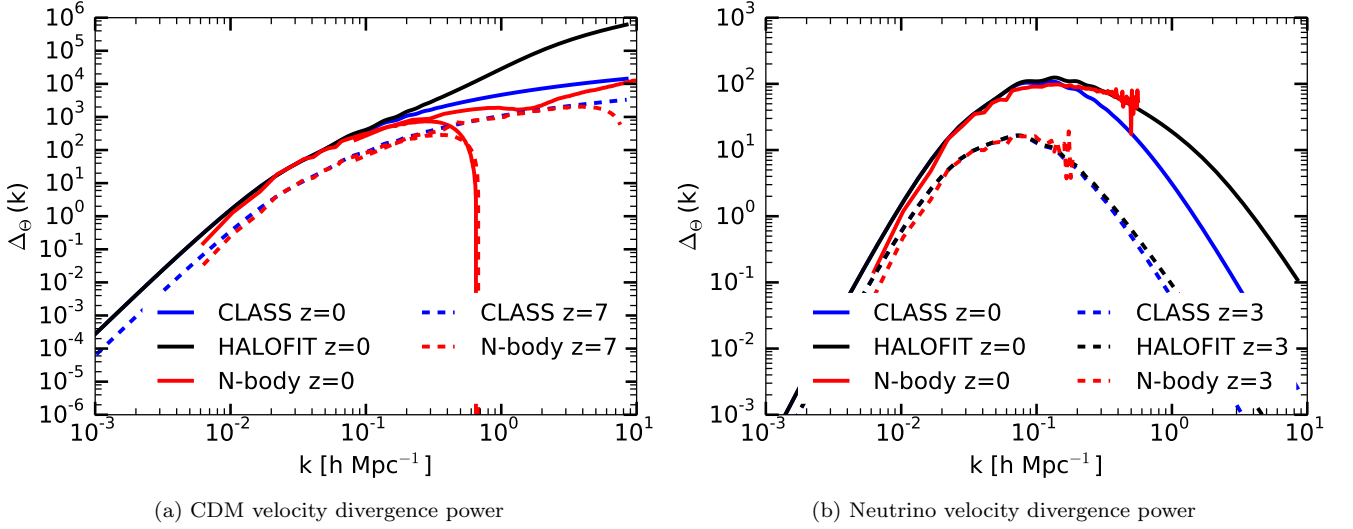 10^6
10^5
10^4
10^3
10^2
10^1
10^0
10^-1
10^-2
10^-3
10^-4
10^-5
10^-6
Δ_Θ (k)
CLASS z=0
HALOFIT z=0
N-body z=0
CLASS z=7
N-body z=7
10^-3 10^-2 10^-1 10^0 10^1
k [h Mpc^-1]
(a) CDM velocity divergence power
10^3
10^2
10^1
10^0
10^-1
10^-2
10^-3
Δ_Θ (k)
CLASS z=0
HALOFIT z=0
N-body z=0
CLASS z=3
HALOFIT z=3
N-body z=3
10^-3 10^-2 10^-1 10^0 10^1
k [h Mpc^-1]
(b) Neutrino velocity divergence power